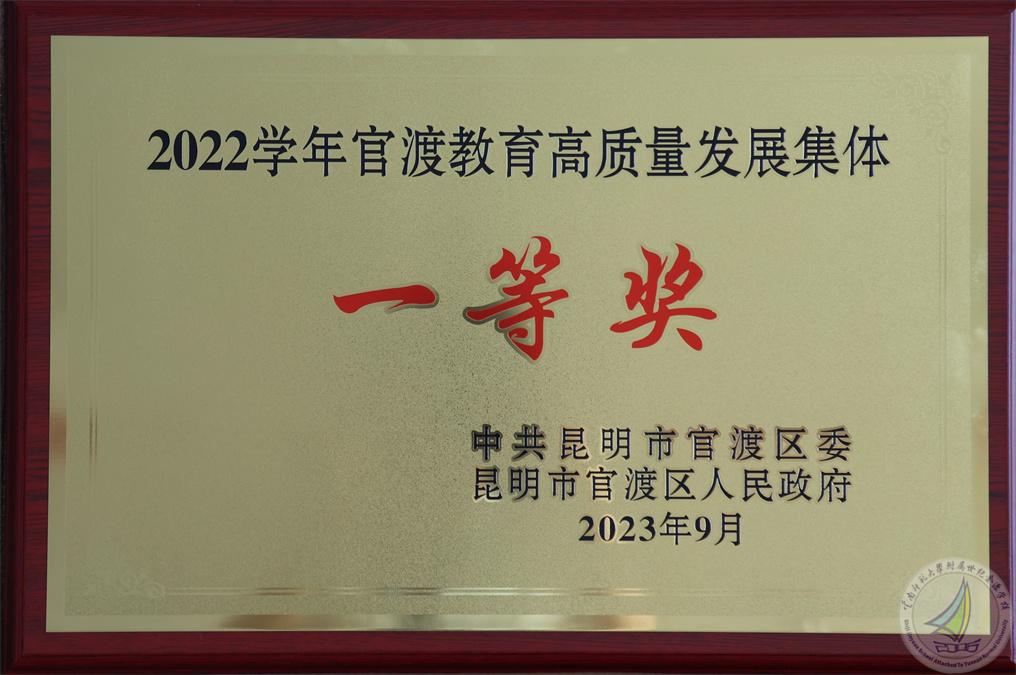 2022学年官渡教育高质量发展集体
一等奖
中共昆明市官渡区委
昆明市官渡区人民政府
2023年9月